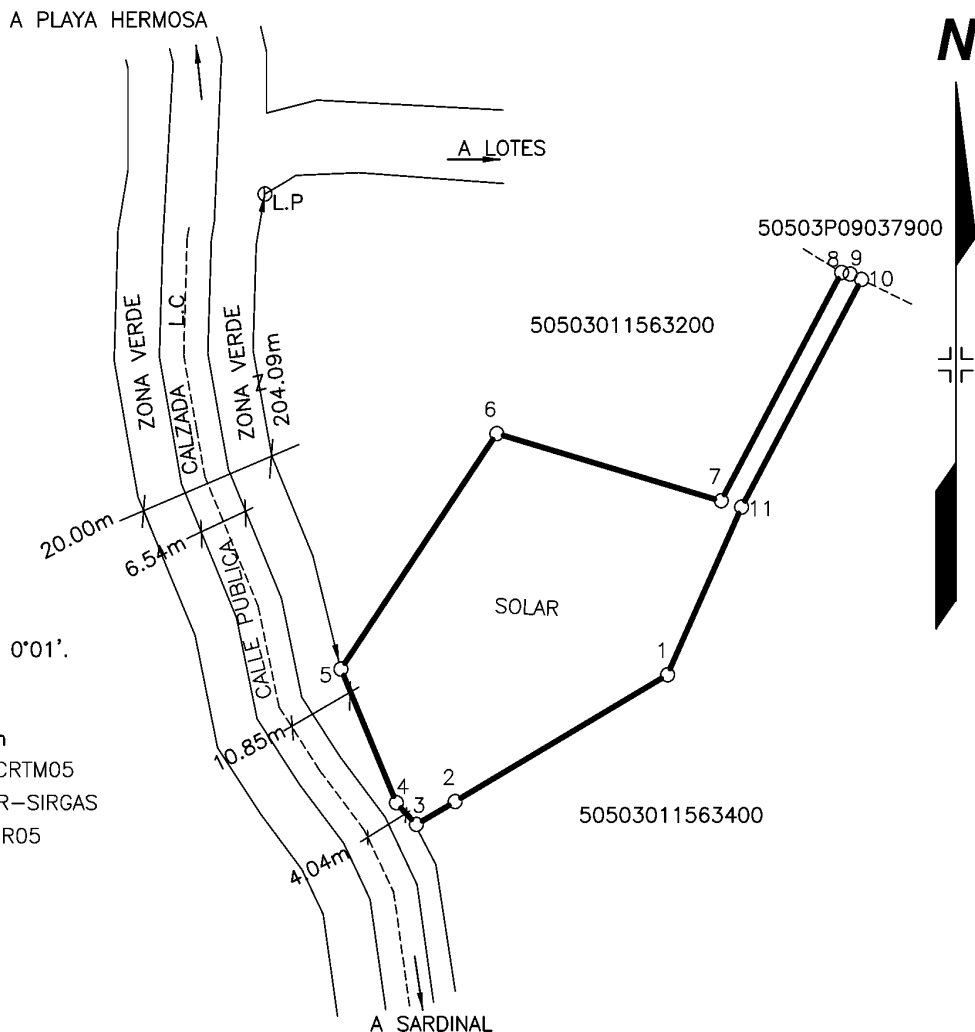 A PLAYA HERMOSA
N
A LOTES
L.P
50503P09037900
8
9
10
ZONA VERDE
CALZADA
L.C
ZONA VERDE
204.09m
50503011563200
6
7
11
20.00m
6.54m
CALLE PUBLICA
SOLAR
0°01'.
1
5
10.85m
CRTM05
R-SIRGAS
R05
4
3
2
50503011563400
4.04m
A SARDINAL